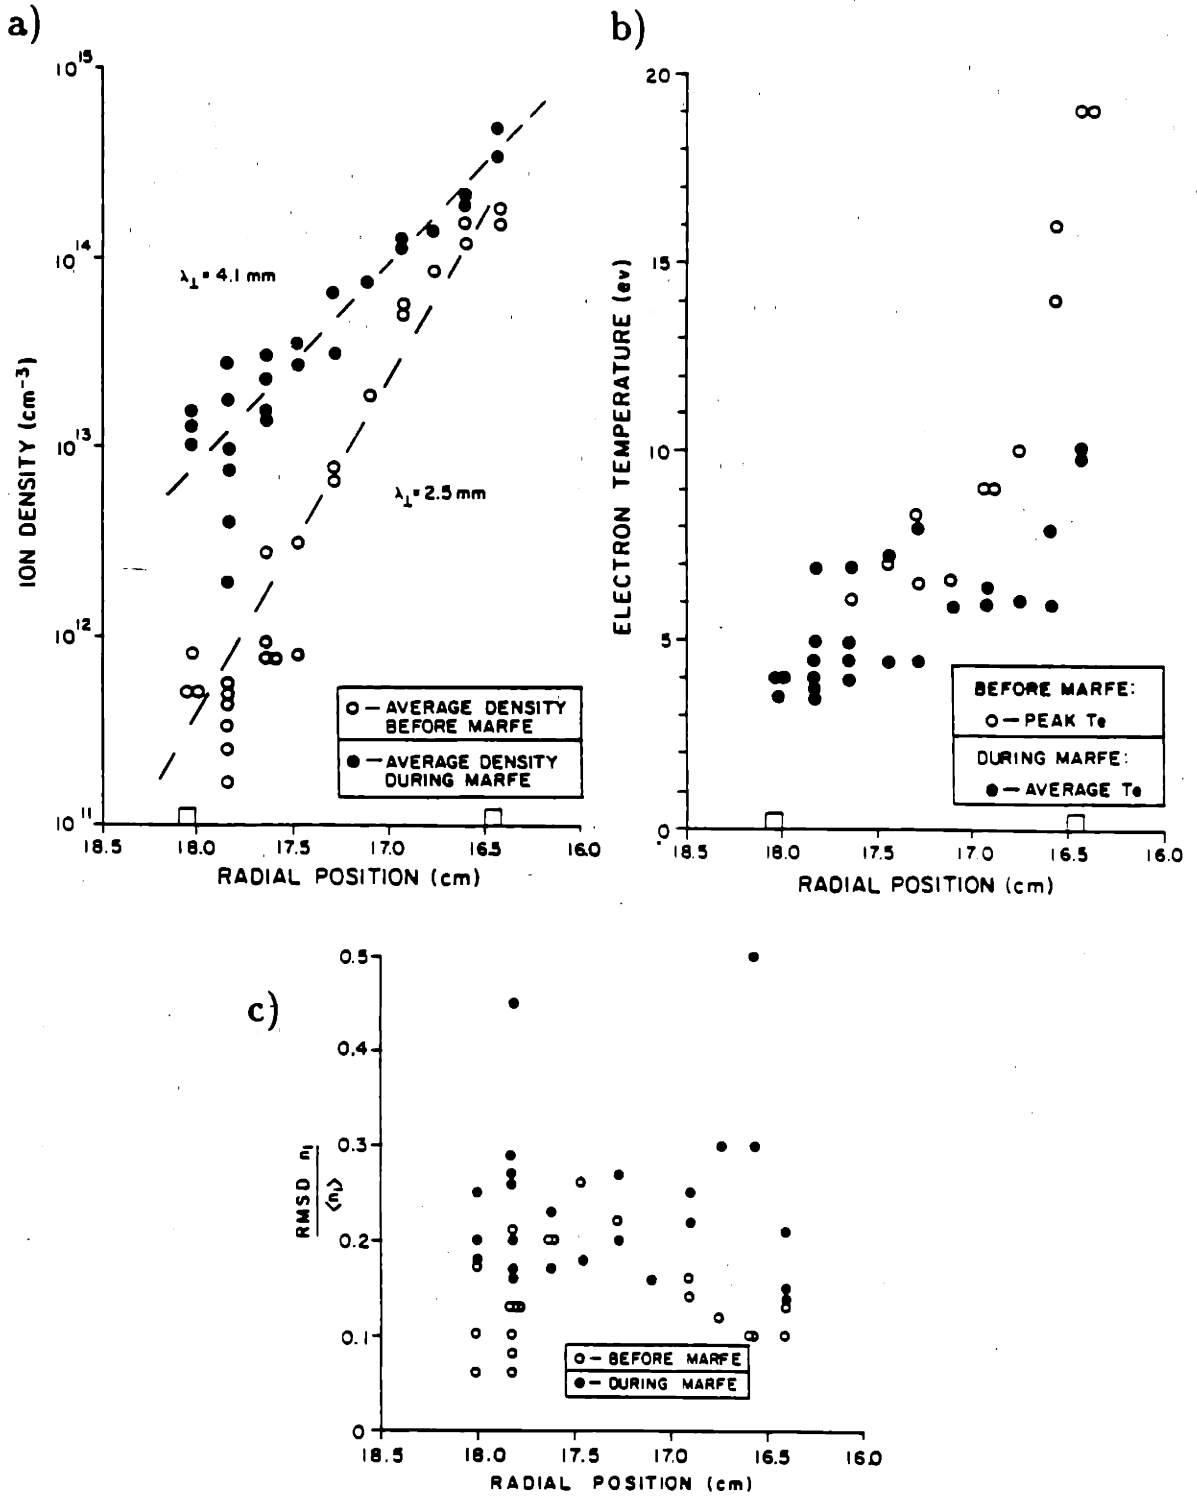 a)
10^15
10^14
10^13
10^12
10^11
ION DENSITY (cm^-3)
λ⊥ = 4.1 mm
λ⊥ = 2.5 mm
○ — AVERAGE DENSITY
BEFORE MARFE
● — AVERAGE DENSITY
DURING MARFE
18.5 18.0 17.5 17.0 16.5 16.0
RADIAL POSITION (cm)
b)
20
15
10
5
0
ELECTRON TEMPERATURE (ev)
BEFORE MARFE:
○ — PEAK Te
DURING MARFE:
● — AVERAGE Te
18.5 18.0 17.5 17.0 16.5 16.0
RADIAL POSITION (cm)
c)
0.5
0.4
0.3
0.2
0.1
0
RMSD n_i
⟨n_i⟩
○ — BEFORE MARFE
● — DURING MARFE
18.5 18.0 17.5 17.0 16.5 16.0
RADIAL POSITION (cm)